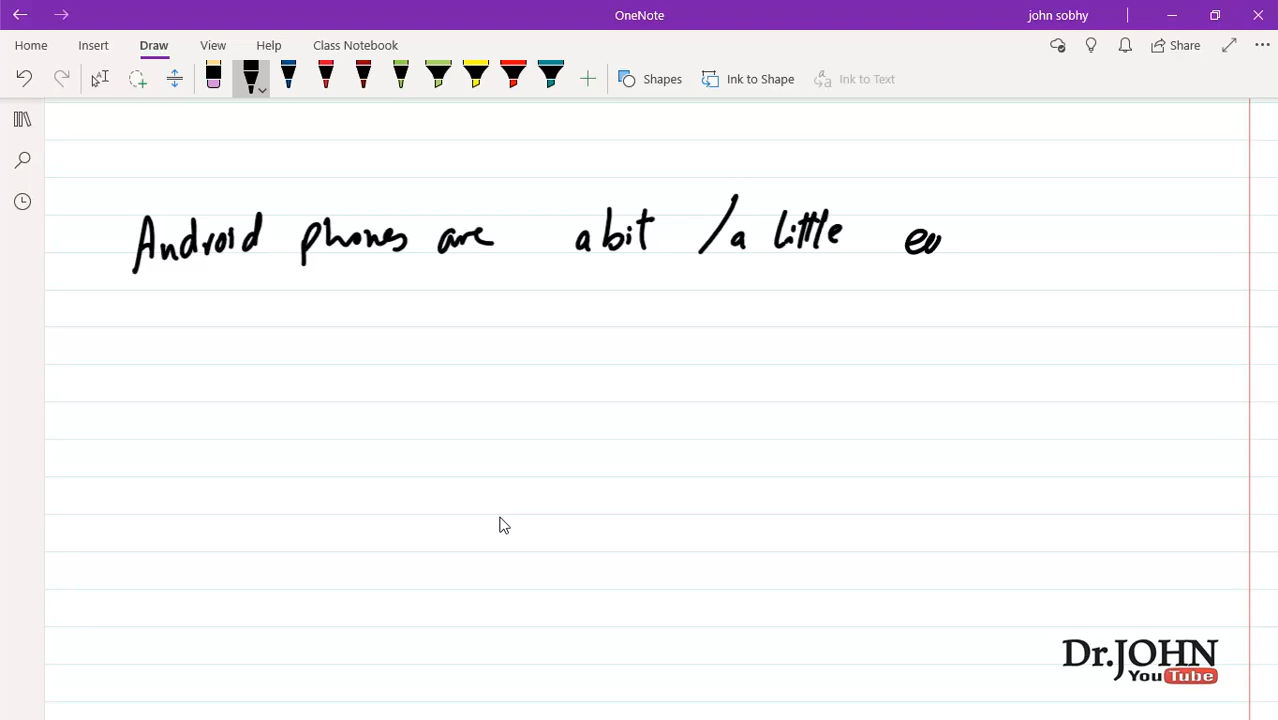 OneNote
john sobhy
Home Insert Draw View Help Class Notebook
Share
Shapes Ink to Shape Ink to Text
Android phones are a bit / a little
Dr.JOHN
YouTube